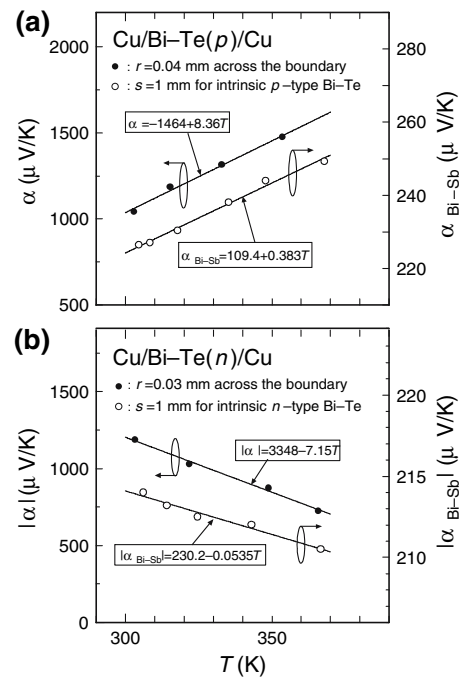 (a)
Cu/Bi–Te(p)/Cu
● : r=0.04 mm across the boundary
○ : s=1 mm for intrinsic p-type Bi–Te
α=−1464+8.36T
α Bi–Sb=109.4+0.383T
2000
1500
1000
500
α (μ V/K)
280
260
240
220
α Bi–Sb (μ V/K)
(b)
Cu/Bi–Te(n)/Cu
● : r=0.03 mm across the boundary
○ : s=1 mm for intrinsic n-type Bi–Te
|α|=3348−7.15T
|α Bi–Sb|=230.2−0.0535T
1500
1000
500
0
|α| (μ V/K)
220
215
210
|α Bi–Sb| (μ V/K)
300
350
T (K)